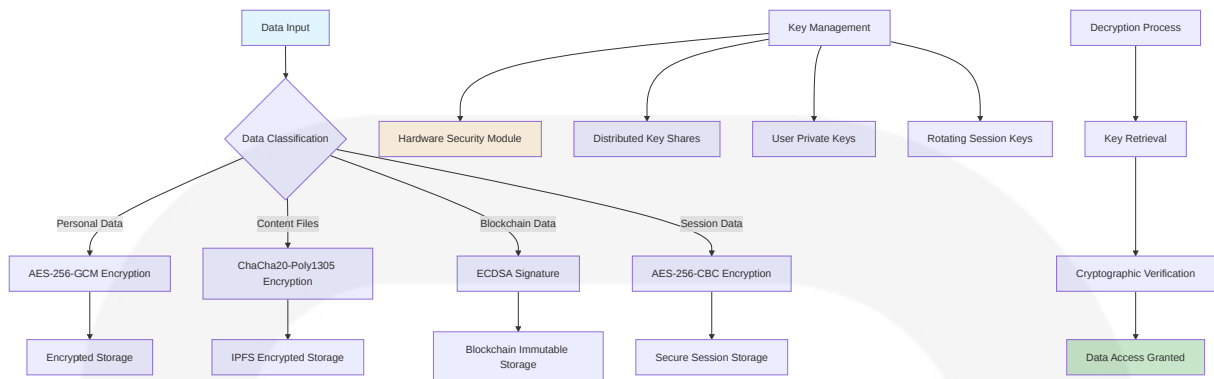 Data Input
Key Management
Decryption Process
Data Classification
Hardware Security Module
Distributed Key Shares
User Private Keys
Rotating Session Keys
Key Retrieval
Personal Data
Content Files
Blockchain Data
Session Data
AES-256-GCM Encryption
ChaCha20-Poly1305
Encryption
ECDSA Signature
AES-256-CBC Encryption
Cryptographic Verification
Encrypted Storage
IPFS Encrypted Storage
Blockchain Immutable
Storage
Secure Session Storage
Data Access Granted